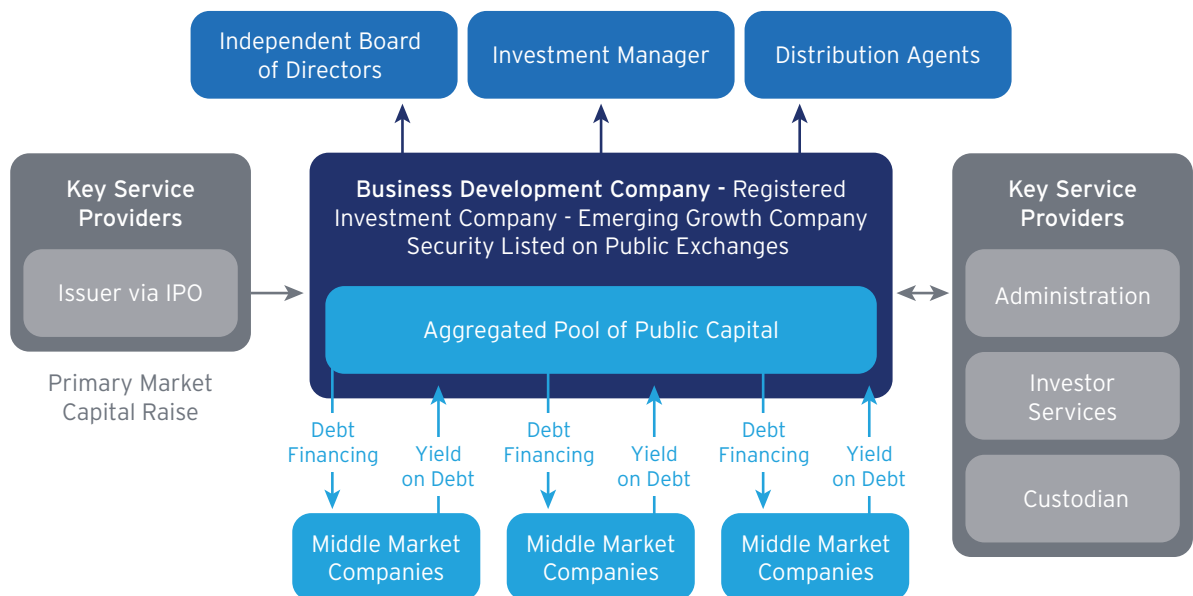 Independent Board
of Directors
Investment Manager
Distribution Agents
Key Service
Providers
Issuer via IPO
Primary Market
Capital Raise
Business Development Company - Registered
Investment Company - Emerging Growth Company
Security Listed on Public Exchanges
Aggregated Pool of Public Capital
Key Service
Providers
Administration
Investor
Services
Custodian
Debt
Financing
Yield
on Debt
Debt
Financing
Yield
on Debt
Debt
Financing
Yield
on Debt
Middle Market
Companies
Middle Market
Companies
Middle Market
Companies